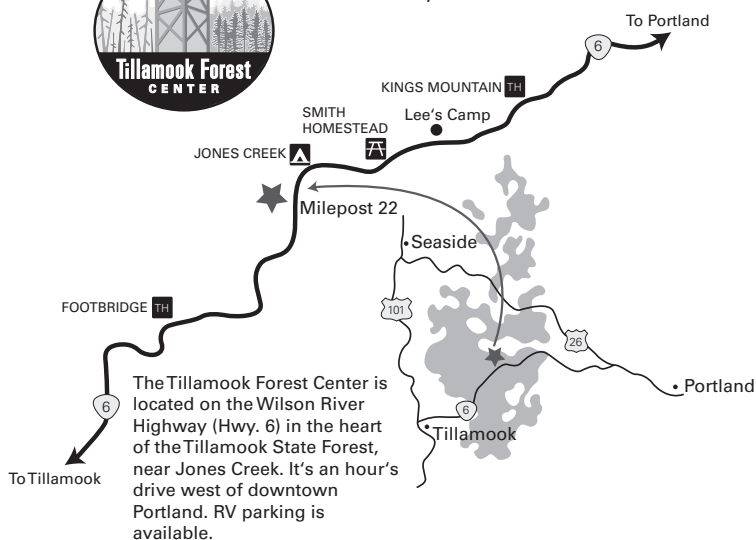 To Portland
6
Tillamook Forest
CENTER
KINGS MOUNTAIN TH
SMITH
HOMESTEAD
Lee's Camp
JONES CREEK
Milepost 22
Seaside
FOOTBRIDGE TH
101
26
6
Portland
6
Tillamook
To Tillamook
The Tillamook Forest Center is
located on the Wilson River
Highway (Hwy. 6) in the heart
of the Tillamook State Forest,
near Jones Creek. It's an hour's
drive west of downtown
Portland. RV parking is
available.